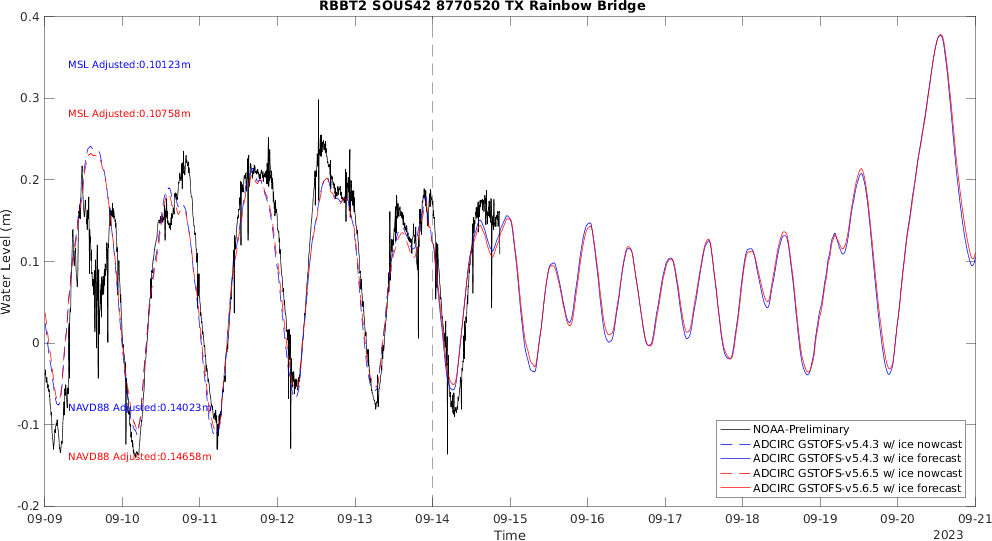 RBBT2 SOUS42 8770520 TX Rainbow Bridge
0.4
0.3
0.2
0.1
0
-0.1
-0.2
Water Level (m)
MSL Adjusted:0.10123m
MSL Adjusted:0.10758m
NAVD88 Adjusted:0.14023m
NAVD88 Adjusted:0.14658m
NOAA-Preliminary
ADCIRC GSTOFS-v5.4.3 w/ ice nowcast
ADCIRC GSTOFS-v5.4.3 w/ ice forecast
ADCIRC GSTOFS-v5.6.5 w/ ice nowcast
ADCIRC GSTOFS-v5.6.5 w/ ice forecast
09-09 09-10 09-11 09-12 09-13 09-14 09-15 09-16 09-17 09-18 09-19 09-20 09-21
Time
2023